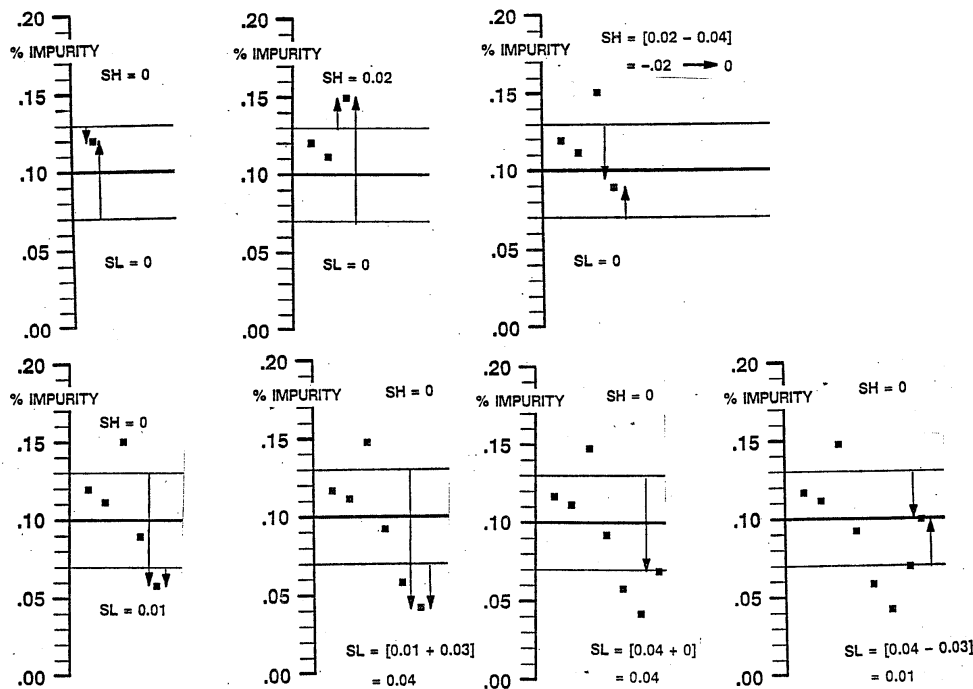 .20
% IMPURITY
SH = 0
.15
.10
.05
SL = 0
.00
.20
% IMPURITY
SH = 0.02
.15
.10
.05
SL = 0
.00
.20
% IMPURITY
SH = [0.02 - 0.04]
= -.02 → 0
.15
.10
.05
SL = 0
.00
.20
% IMPURITY
SH = 0
.15
.10
.05
SL = 0.01
.00
.20
% IMPURITY
SH = 0
.15
.10
.05
SL = [0.01 + 0.03]
= 0.04
.00
.20
% IMPURITY
SH = 0
.15
.10
.05
SL = [0.04 + 0]
= 0.04
.00
.20
% IMPURITY
SH = 0
.15
.10
.05
SL = [0.04 - 0.03]
= 0.01
.00